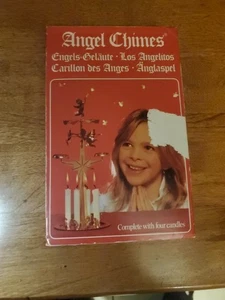 Angel Chimes
Engels-Geläute · Los Angelitos
Carillon des Anges · Änglaspel
Complete with four candles